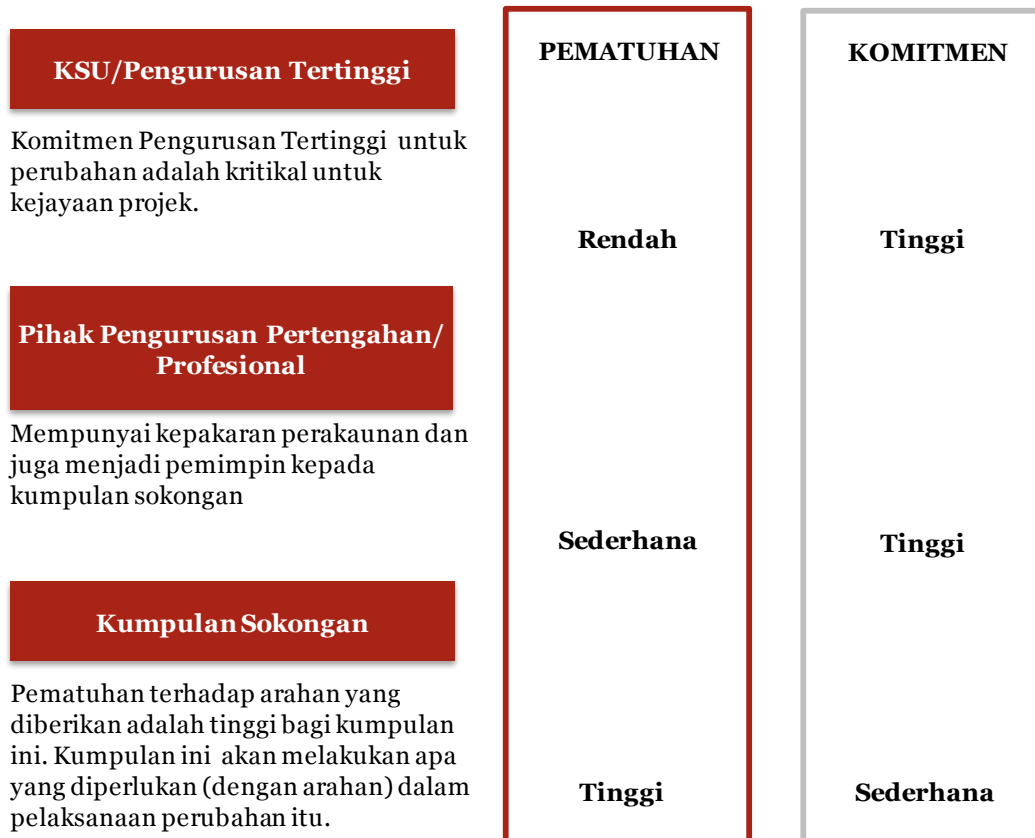 KSU/Pengurusan Tertinggi
PEMATUHAN
KOMITMEN
Komitmen Pengurusan Tertinggi untuk
perubahan adalah kritikal untuk
kejayaan projek.
Rendah
Tinggi
Pihak Pengurusan Pertengahan/
Profesional
Mempunyai kepakaran perakaunan dan
juga menjadi pemimpin kepada
kumpulan sokongan
Sederhana
Tinggi
Kumpulan Sokongan
Pematuhan terhadap arahan yang
diberikan adalah tinggi bagi kumpulan
ini. Kumpulan ini akan melakukan apa
yang diperlukan (dengan arahan) dalam
pelaksanaan perubahan itu.
Tinggi
Sederhana